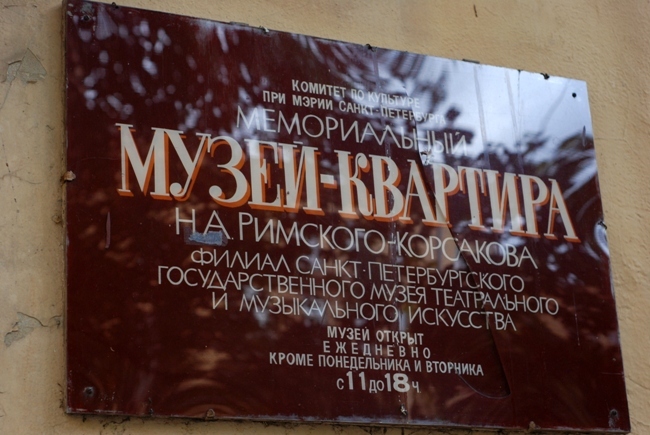 КОМИТЕТ ПО КУЛЬТУРЕ
ПРИ МЭРИИ САНКТ-ПЕТЕРБУРГА
МЕМОРИАЛЬНЫЙ
МУЗЕЙ-КВАРТИРА
Н.А.РИМСКОГО-КОРСАКОВА
ФИЛИАЛ САНКТ-ПЕТЕРБУРГСКОГО
ГОСУДАРСТВЕННОГО МУЗЕЯ ТЕАТРАЛЬНОГО
И МУЗЫКАЛЬНОГО ИСКУССТВА
МУЗЕЙ ОТКРЫТ
ЕЖЕДНЕВНО
КРОМЕ ПОНЕДЕЛЬНИКА И ВТОРНИКА
с 11 до 18 ч